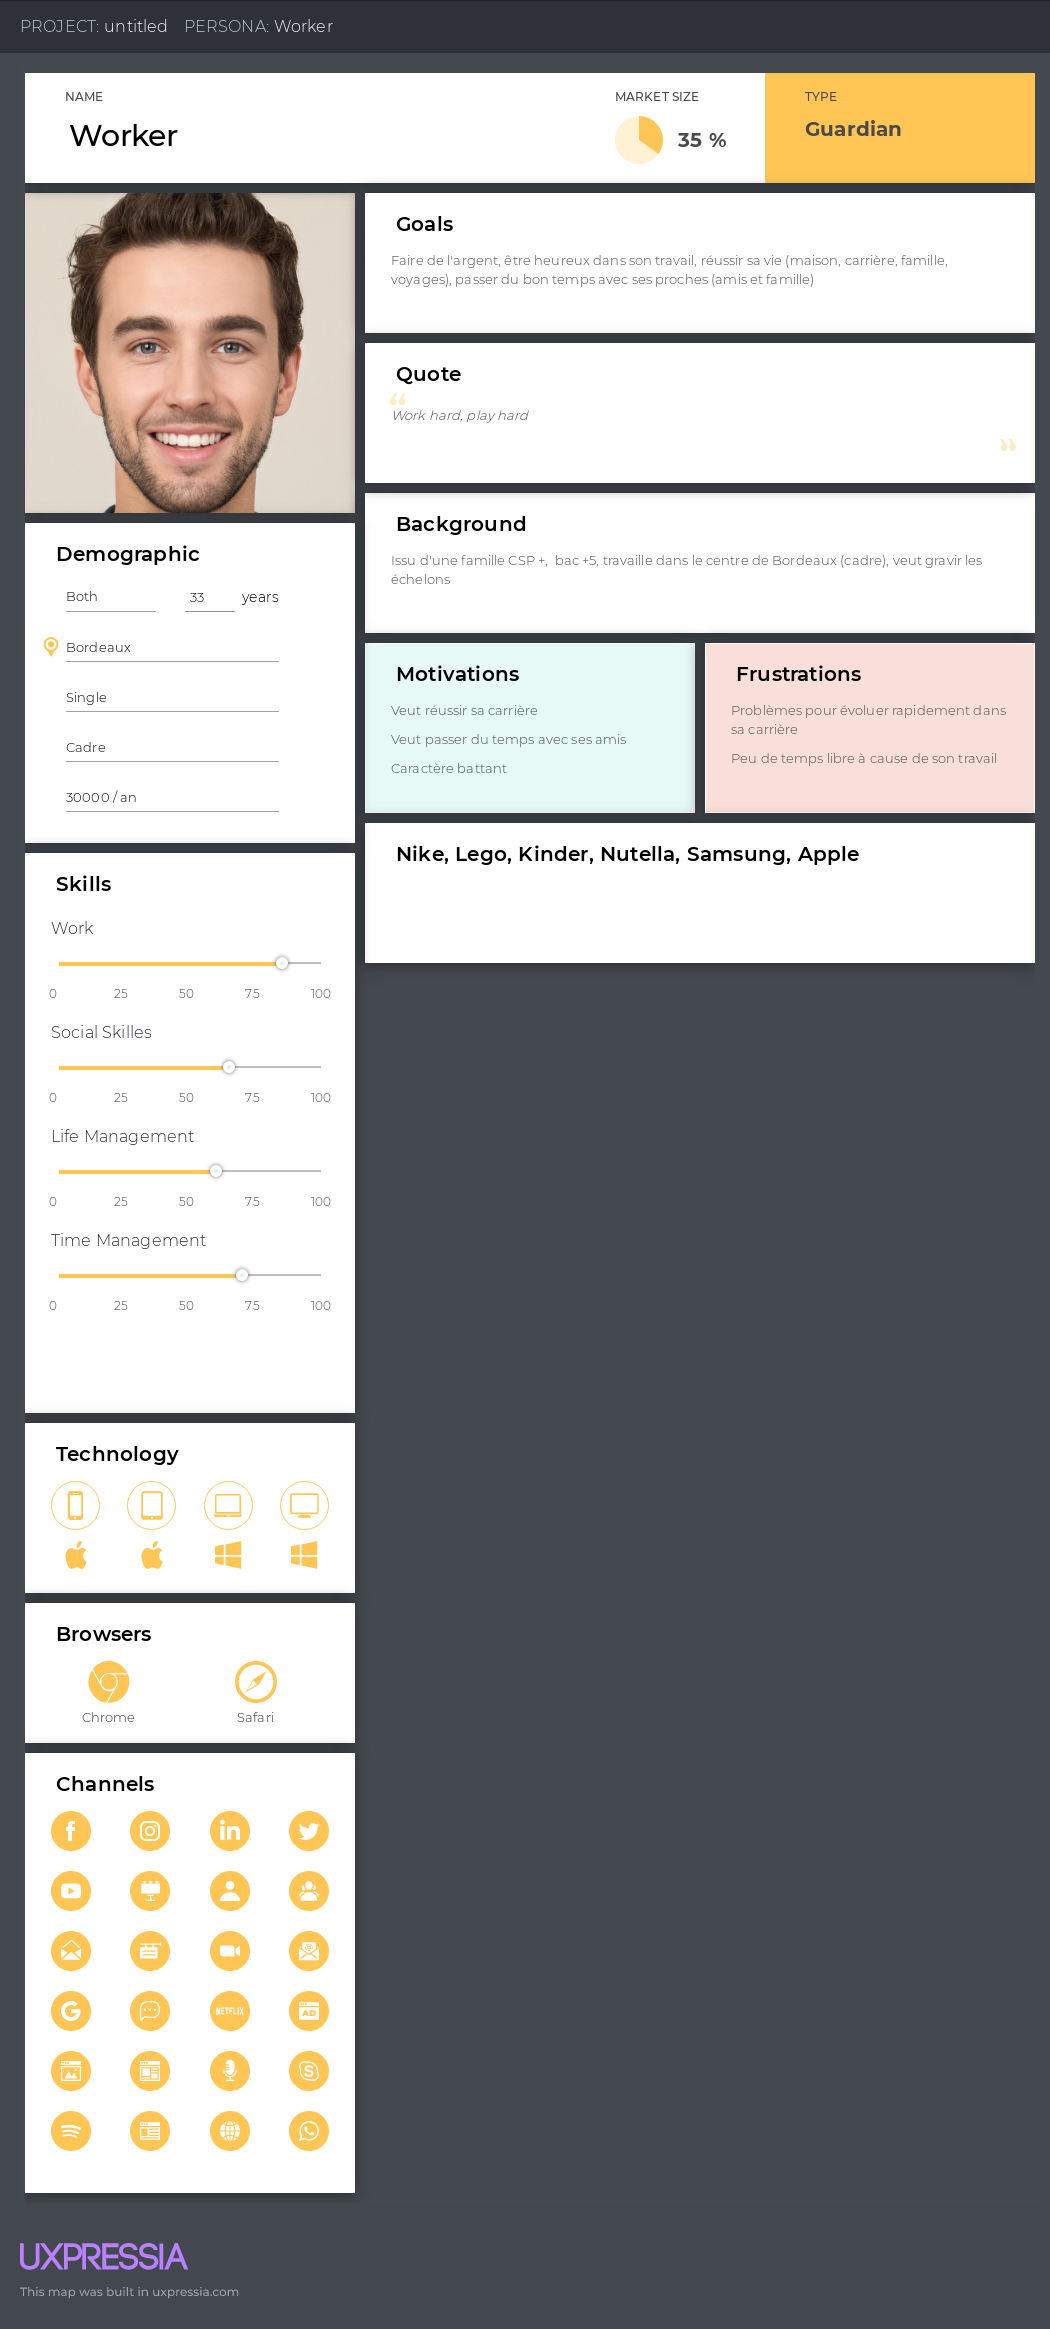 PROJECT: untitled PERSONA: Worker
NAME
Worker
MARKET SIZE
35 %
TYPE
Guardian
Goals
Faire de l'argent, être heureux dans son travail, réussir sa vie (maison, carrière, famille,
voyages), passer du bon temps avec ses proches (amis et famille)
Quote
“
Work hard, play hard
”
Background
Issu d'une famille CSP +,  bac +5, travaille dans le centre de Bordeaux (cadre), veut gravir les
échelons
Motivations
Veut réussir sa carrière
Veut passer du temps avec ses amis
Caractère battant
Frustrations
Problèmes pour évoluer rapidement dans
sa carrière
Peu de temps libre à cause de son travail
Nike, Lego, Kinder, Nutella, Samsung, Apple
Demographic
Both 33 years
Bordeaux
Single
Cadre
30000 / an
Skills
Work
0 25 50 75 100
Social Skilles
0 25 50 75 100
Life Management
0 25 50 75 100
Time Management
0 25 50 75 100
Technology
Browsers
Chrome Safari
Channels
NETFLIX
AD
UXPRESSIA
This map was built in uxpressia.com